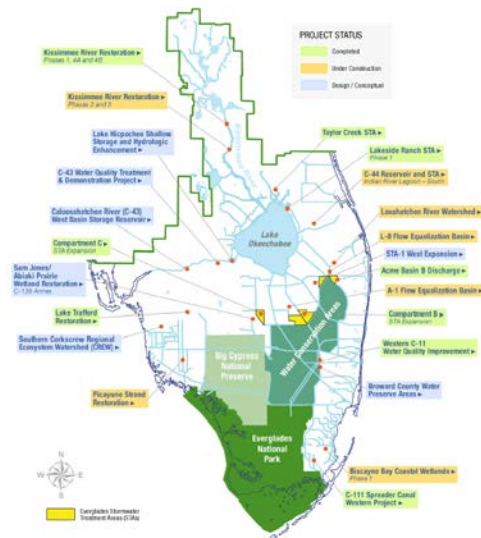 PROJECT STATUS
Completed
Under Construction
Design / Conceptual
Kissimmee River Restoration
Phases 1, 4A and 4B
Kissimmee River Restoration
Phases 2 and 3
Lake Hicpochee Shallow
Storage and Hydrologic
Enhancement
C-43 Water Quality Treatment
& Demonstration Project
Caloosahatchee River (C-43)
West Basin Storage Reservoir
Compartment C
STA Expansion
Sam Jones/
Abiaki Prairie
Wetland Restoration
C-139 Annex
Lake Trafford
Restoration
Southern Corkscrew Regional
Ecosystem Watershed (CREW)
Picayune Strand
Restoration
Taylor Creek STA
Lakeside Ranch STA
Phase 1
C-44 Reservoir and STA
Indian River Lagoon – South
Loxahatchee River Watershed
L-8 Flow Equalization Basin
STA-1 West Expansion
Acme Basin B Discharge
A-1 Flow Equalization Basin
Compartment B
STA Expansion
Western C-11
Water Quality Improvement
Broward County Water
Preserve Areas
Biscayne Bay Coastal Wetlands
Phase 1
C-111 Spreader Canal
Western Project
Lake
Okeechobee
Water Conservation Areas
Big Cypress
National
Preserve
Everglades
National
Park
N
W
E
S
Everglades Stormwater
Treatment Areas (STAs)